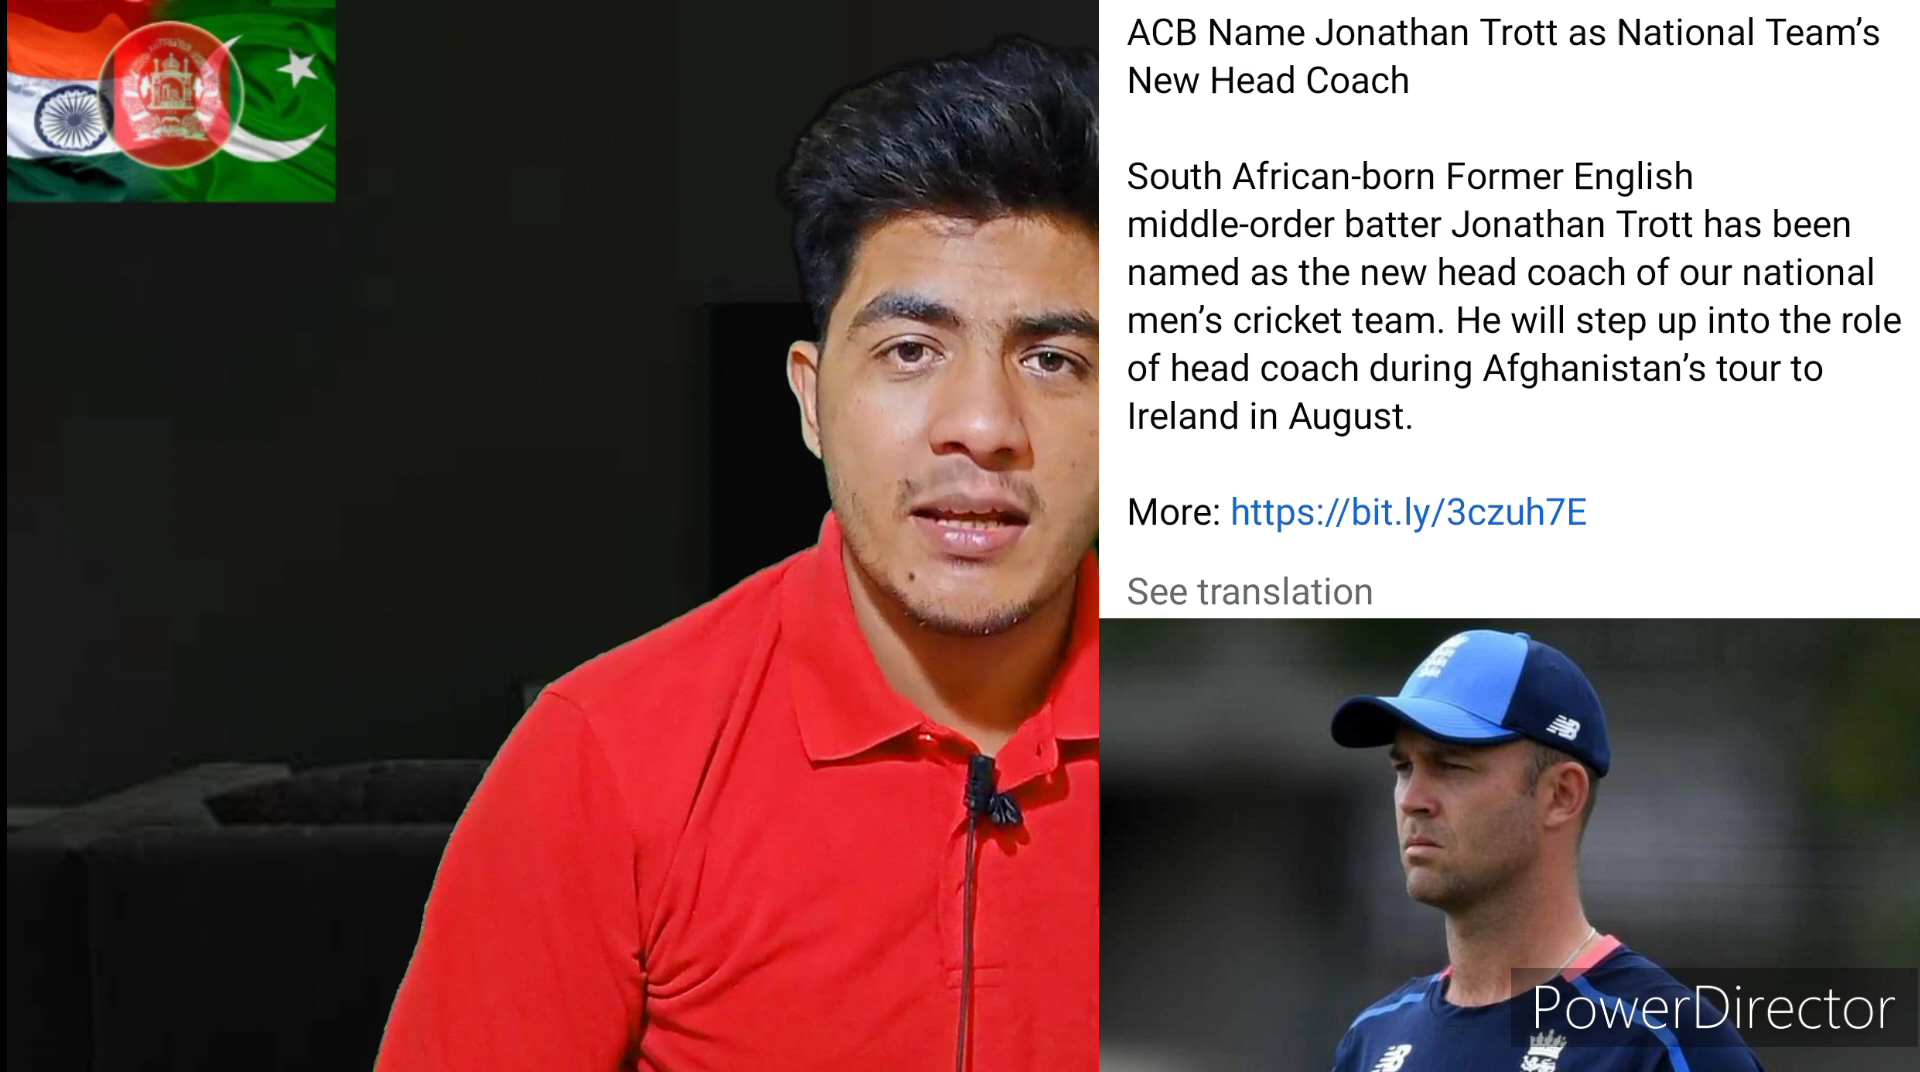 ACB Name Jonathan Trott as National Team’s
New Head Coach
South African-born Former English
middle-order batter Jonathan Trott has been
named as the new head coach of our national
men’s cricket team. He will step up into the role
of head coach during Afghanistan’s tour to
Ireland in August.
More: https://bit.ly/3czuh7E
See translation
PowerDirector